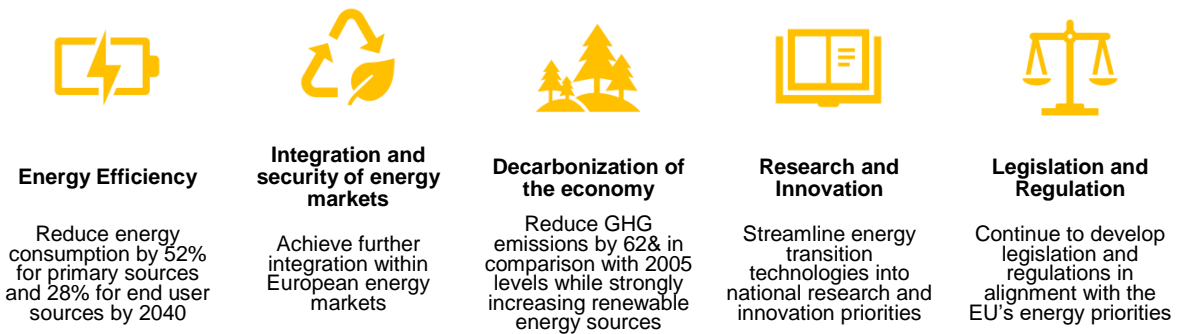 Energy Efficiency
Reduce energy
consumption by 52%
for primary sources
and 28% for end user
sources by 2040
Integration and
security of energy
markets
Achieve further
integration within
European energy
markets
Decarbonization of
the economy
Reduce GHG
emissions by 62& in
comparison with 2005
levels while strongly
increasing renewable
energy sources
Research and
Innovation
Streamline energy
transition
technologies into
national research and
innovation priorities
Legislation and
Regulation
Continue to develop
legislation and
regulations in
alignment with the
EU’s energy priorities